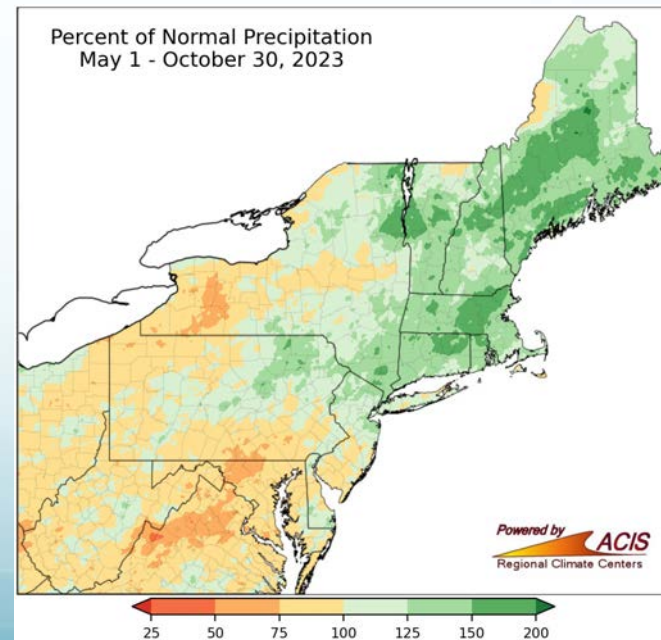 Percent of Normal Precipitation
May 1 - October 30, 2023
Powered by
ACIS
Regional Climate Centers
25 50 75 100 125 150 200